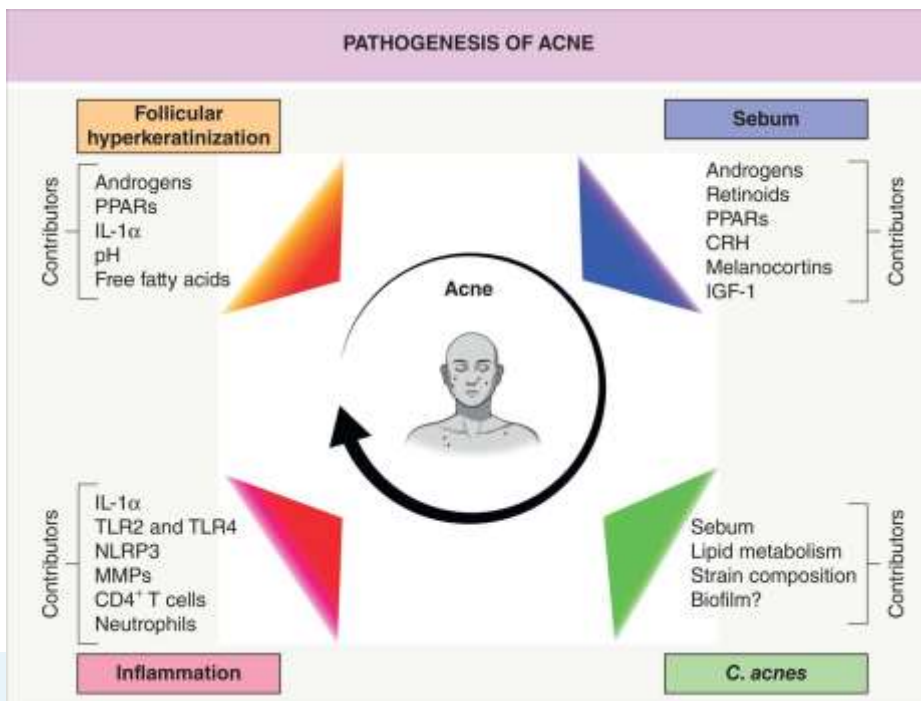 PATHOGENESIS OF ACNE
Follicular
hyperkeratinization
Contributors
Androgens
PPARs
IL-1α
pH
Free fatty acids
Sebum
Androgens
Retinoids
PPARs
CRH
Melanocortins
IGF-1
Contributors
Acne
Contributors
IL-1α
TLR2 and TLR4
NLRP3
MMPs
CD4⁺ T cells
Neutrophils
Inflammation
Sebum
Lipid metabolism
Strain composition
Biofilm?
Contributors
C. acnes